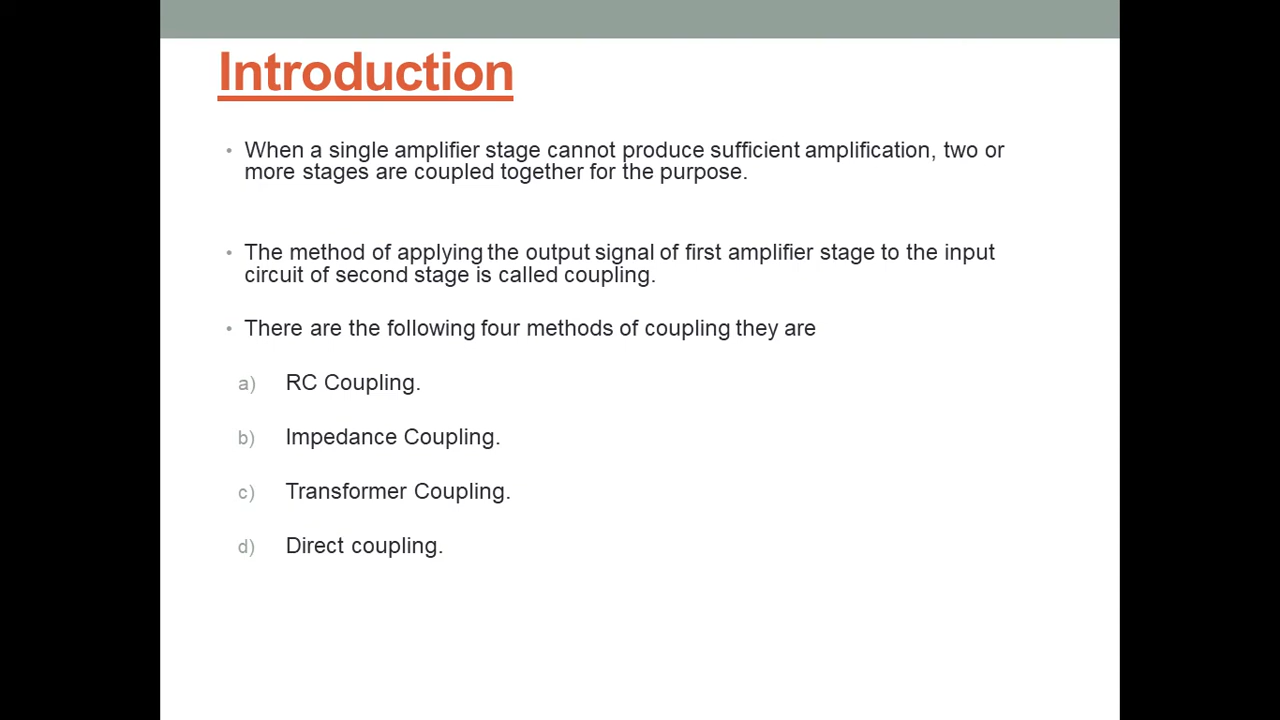 Introduction
• When a single amplifier stage cannot produce sufficient amplification, two or
more stages are coupled together for the purpose.
• The method of applying the output signal of first amplifier stage to the input
circuit of second stage is called coupling.
• There are the following four methods of coupling they are
a) RC Coupling.
b) Impedance Coupling.
c) Transformer Coupling.
d) Direct coupling.